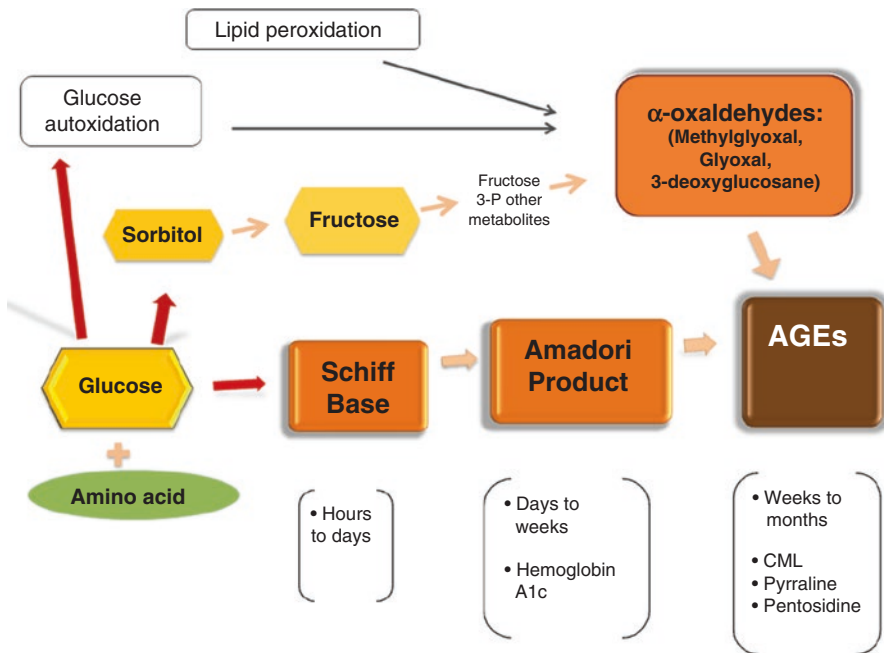 Lipid peroxidation
Glucose
autoxidation
α-oxaldehydes:
(Methylglyoxal,
Glyoxal,
3-deoxyglucosane)
Sorbitol
Fructose
Fructose
3-P other
metabolites
Glucose
Schiff
Base
Amadori
Product
AGEs
+
Amino acid
• Hours
to days
• Days to
weeks
• Hemoglobin
A1c
• Weeks to
months
• CML
• Pyrraline
• Pentosidine